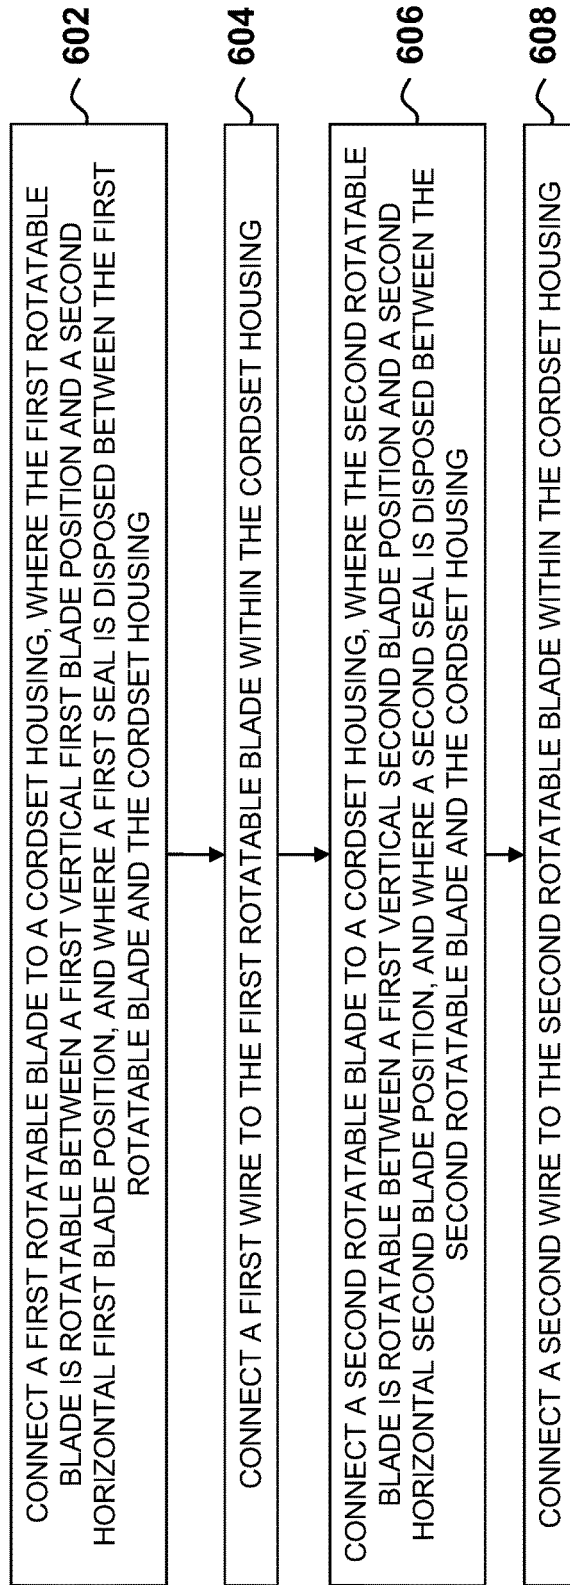 CONNECT A FIRST ROTATABLE BLADE TO A CORDSET HOUSING, WHERE THE FIRST ROTATABLE
BLADE IS ROTATABLE BETWEEN A FIRST VERTICAL FIRST BLADE POSITION AND A SECOND
HORIZONTAL FIRST BLADE POSITION, AND WHERE A FIRST SEAL IS DISPOSED BETWEEN THE FIRST
ROTATABLE BLADE AND THE CORDSET HOUSING
602
CONNECT A FIRST WIRE TO THE FIRST ROTATABLE BLADE WITHIN THE CORDSET HOUSING
604
CONNECT A SECOND ROTATABLE BLADE TO A CORDSET HOUSING, WHERE THE SECOND ROTATABLE
BLADE IS ROTATABLE BETWEEN A FIRST VERTICAL SECOND BLADE POSITION AND A SECOND
HORIZONTAL SECOND BLADE POSITION, AND WHERE A SECOND SEAL IS DISPOSED BETWEEN THE
SECOND ROTATABLE BLADE AND THE CORDSET HOUSING
606
CONNECT A SECOND WIRE TO THE SECOND ROTATABLE BLADE WITHIN THE CORDSET HOUSING
608